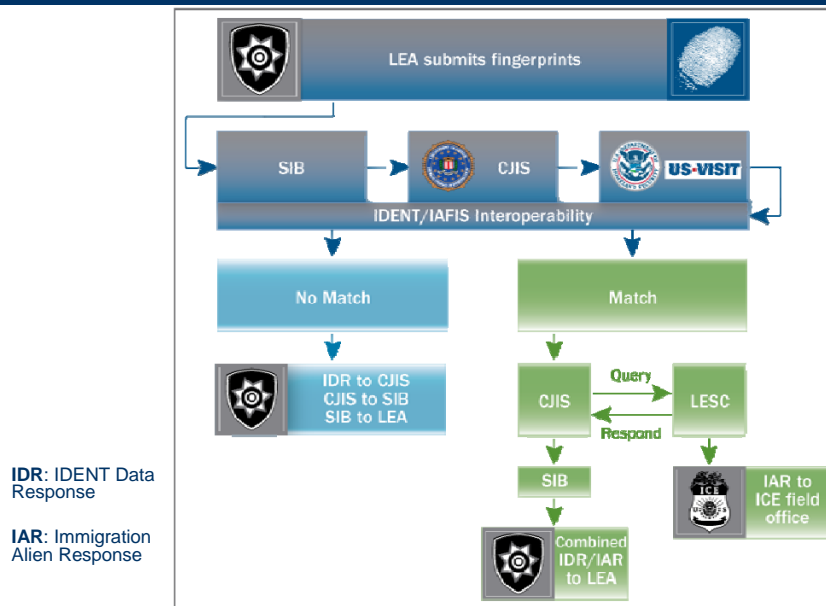 LEA submits fingerprints
SIB
CJIS
US-VISIT
IDENT/IAFIS Interoperability
No Match
Match
IDR to CJIS
CJIS to SIB
SIB to LEA
CJIS
Query
Respond
LESC
SIB
ICE
IAR to
ICE field
office
Combined
IDR/IAR
to LEA
IDR: IDENT Data
Response
IAR: Immigration
Alien Response